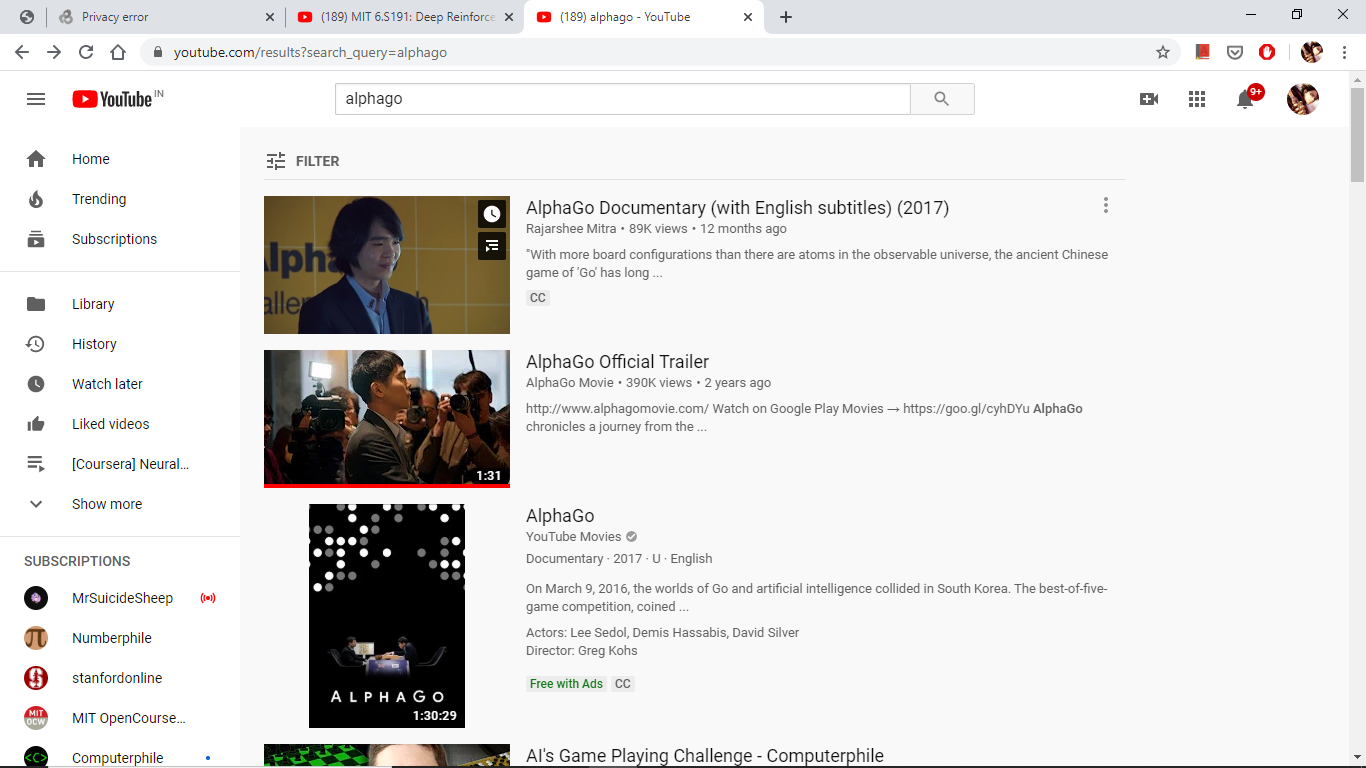 Privacy error
(189) MIT 6.S191: Deep Reinforce
(189) alphago - YouTube
youtube.com/results?search_query=alphago
YouTube IN
alphago
9+
Home
Trending
Subscriptions
Library
History
Watch later
Liked videos
[Coursera] Neural...
Show more
SUBSCRIPTIONS
MrSuicideSheep
Numberphile
stanfordonline
MIT
OCW
MIT OpenCourse...
<C>
Computerphile
FILTER
AlphaGo Documentary (with English subtitles) (2017)
Rajarshee Mitra • 89K views • 12 months ago
"With more board configurations than there are atoms in the observable universe, the ancient Chinese
game of 'Go' has long ...
CC
AlphaGo Official Trailer
AlphaGo Movie • 390K views • 2 years ago
http://www.alphagomovie.com/ Watch on Google Play Movies → https://goo.gl/cyhDYu AlphaGo
chronicles a journey from the ...
1:31
AlphaGo
YouTube Movies
Documentary · 2017 · U · English
On March 9, 2016, the worlds of Go and artificial intelligence collided in South Korea. The best-of-five-
game competition, coined ...
Actors: Lee Sedol, Demis Hassabis, David Silver
Director: Greg Kohs
Free with Ads CC
ALPHAGO
1:30:29
AI's Game Playing Challenge - Computerphile